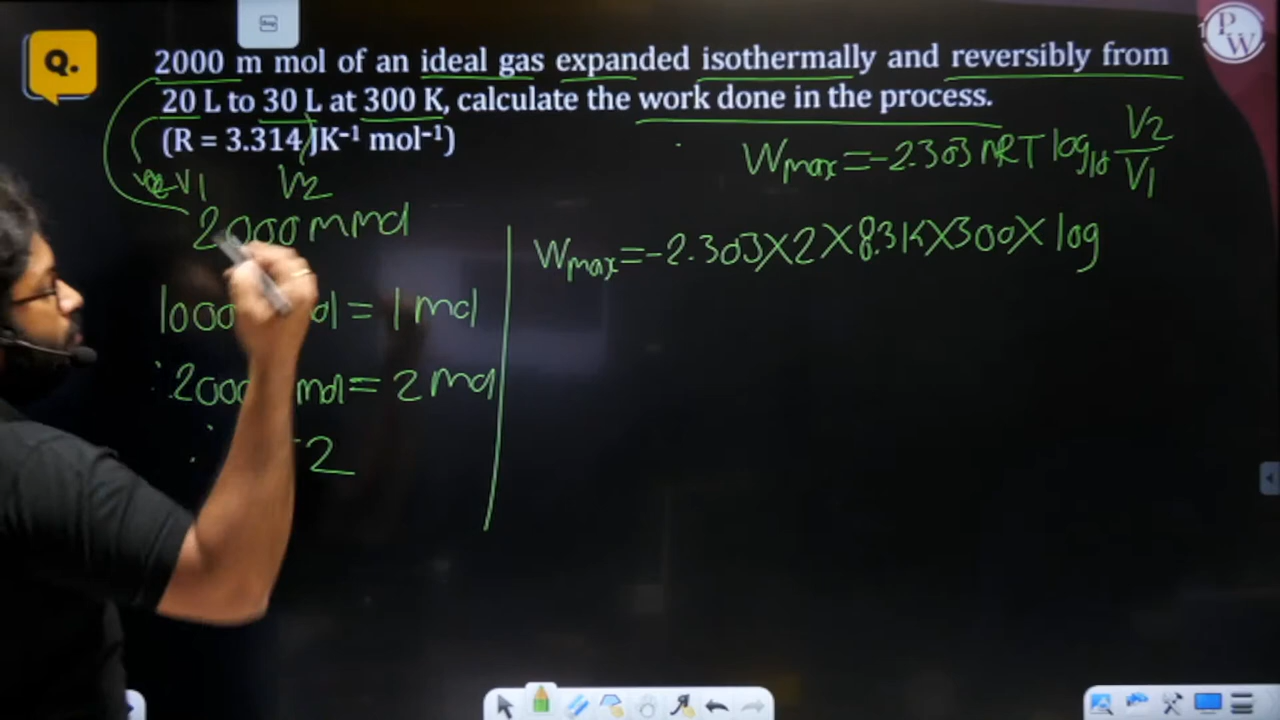 Q.
2000 m mol of an ideal gas expanded isothermally and reversibly from
20 L to 30 L at 300 K, calculate the work done in the process.
(R = 3.314 JK⁻¹ mol⁻¹)
PW
Wmax = -2.303 nRT log10 V2/V1
V1 V2
2000 mmol
1000 mol = 1 mol
2000 mol = 2 mol
2
Wmax = -2.303 X 2 X 8.314 X 300 X log